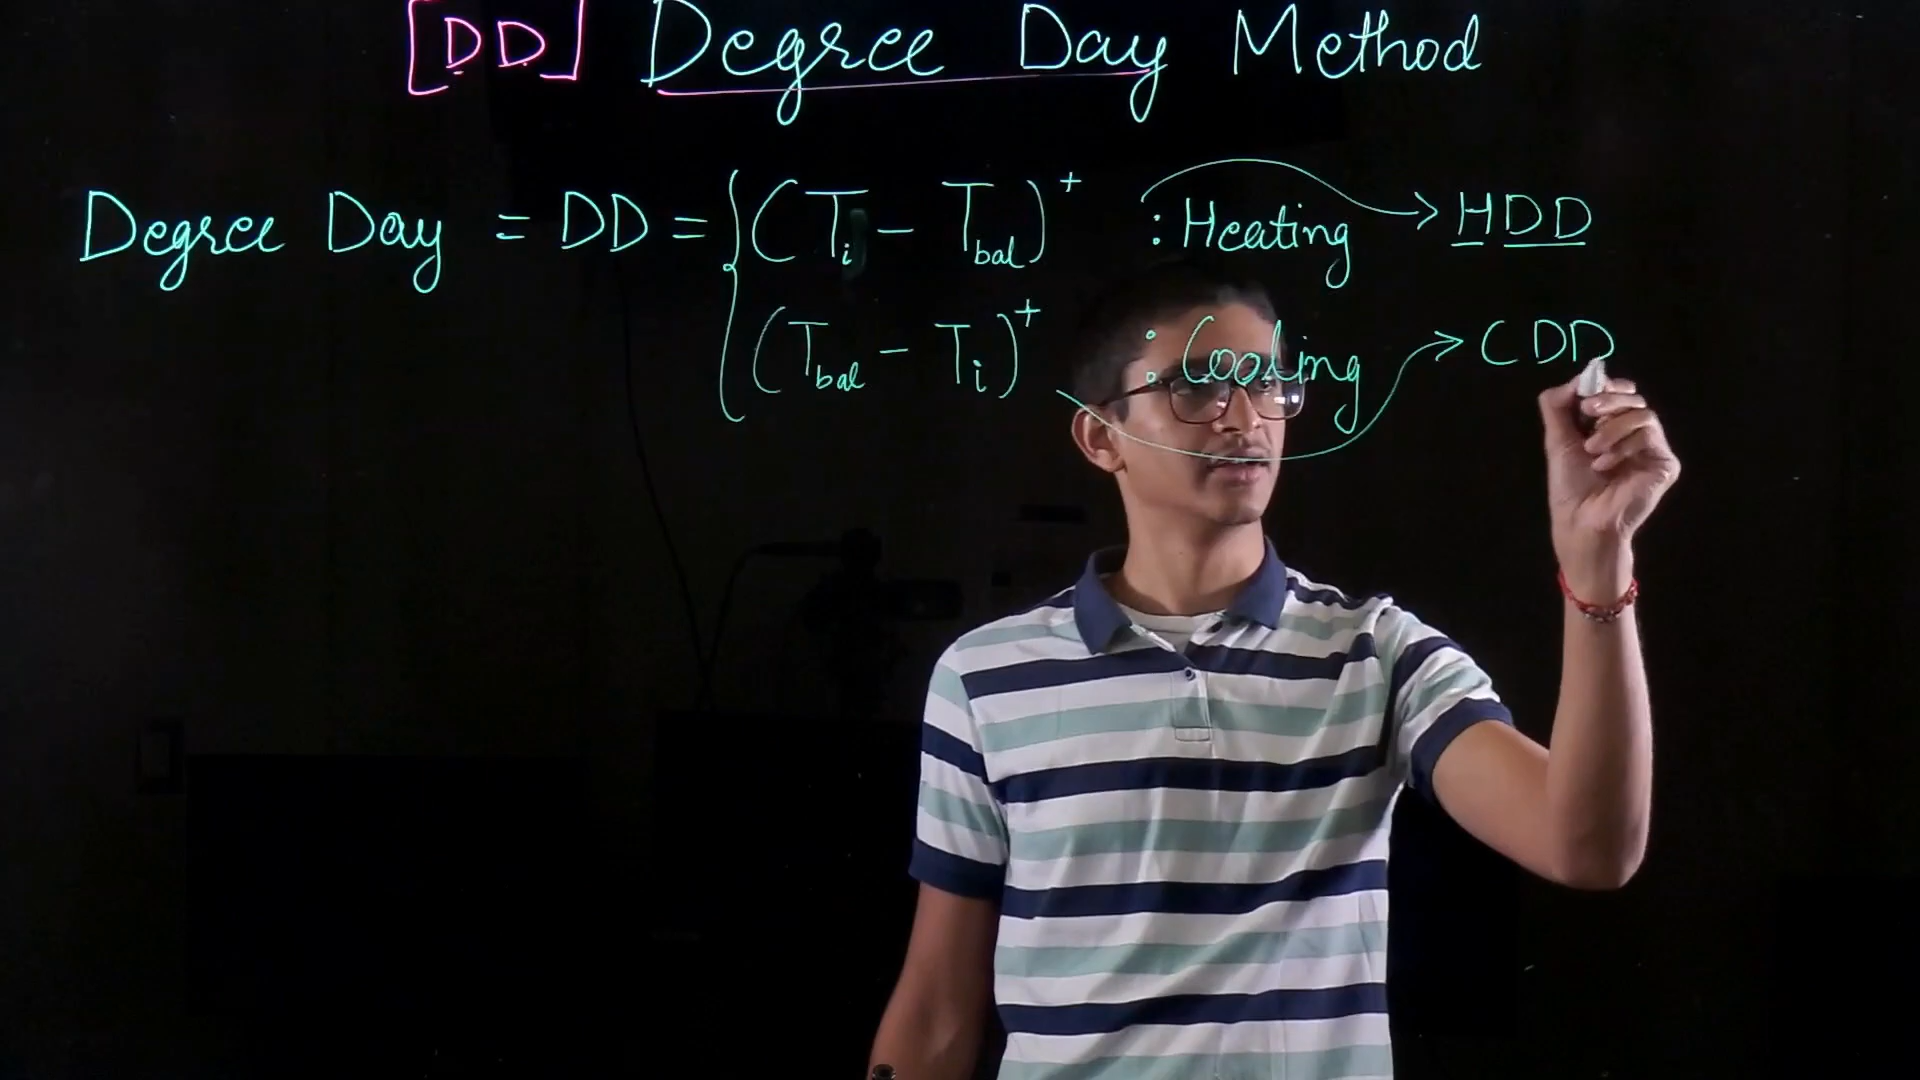 [DD] Degree Day Method
Degree Day = DD = { (Ti - Tbal)⁺ : Heating → HDD
(Tbal - Ti)⁺ : Cooling → CDD